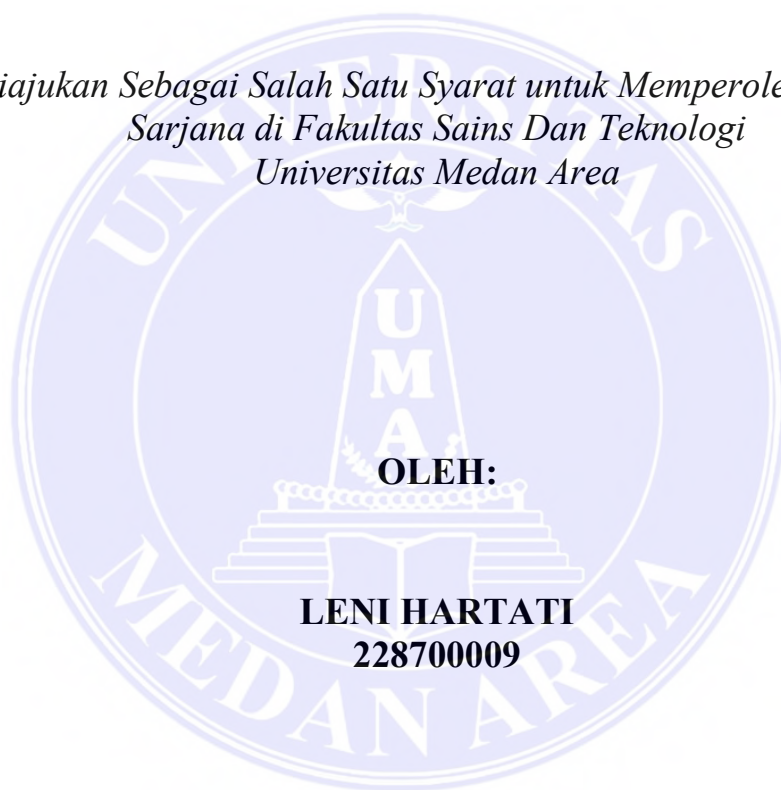 iajukan Sebagai Salah Satu Syarat untuk Memperole
Sarjana di Fakultas Sains Dan Teknologi
Universitas Medan Area
UNIVERSITAS
UMA
OLEH:
LENI HARTATI
228700009
MEDAN AREA